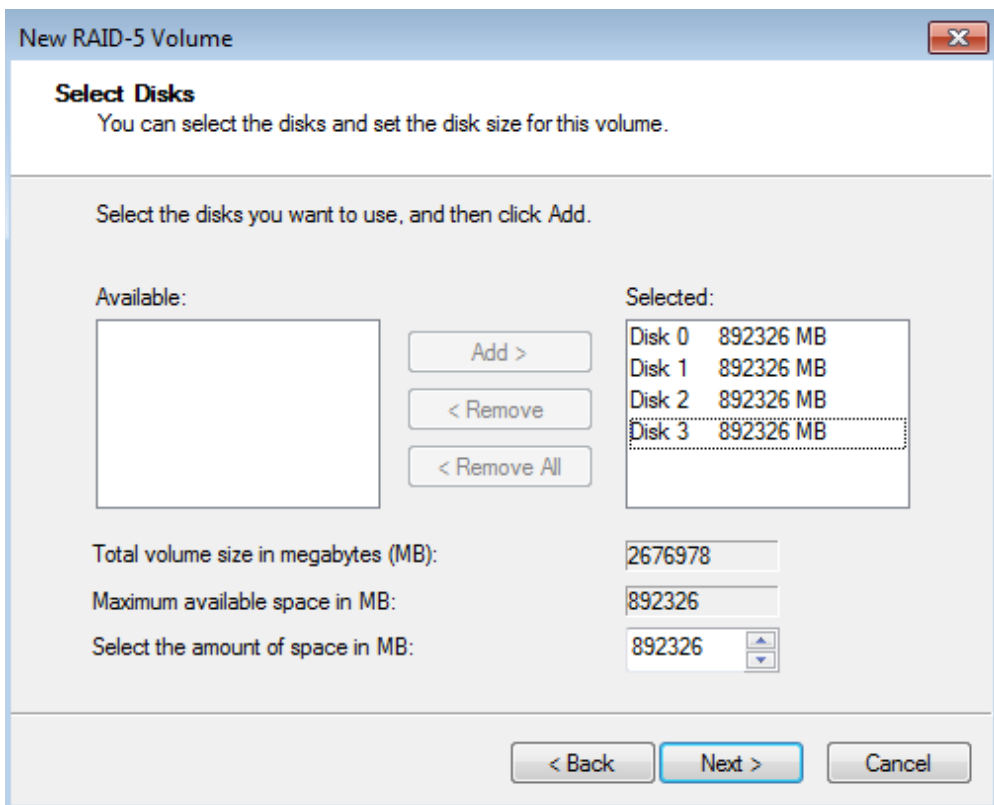 New RAID-5 Volume
Select Disks
You can select the disks and set the disk size for this volume.
Select the disks you want to use, and then click Add.
Available:
Selected:
Add >
< Remove
< Remove All
Disk 0 892326 MB
Disk 1 892326 MB
Disk 2 892326 MB
Disk 3 892326 MB
Total volume size in megabytes (MB): 2676978
Maximum available space in MB: 892326
Select the amount of space in MB: 892326
< Back Next > Cancel